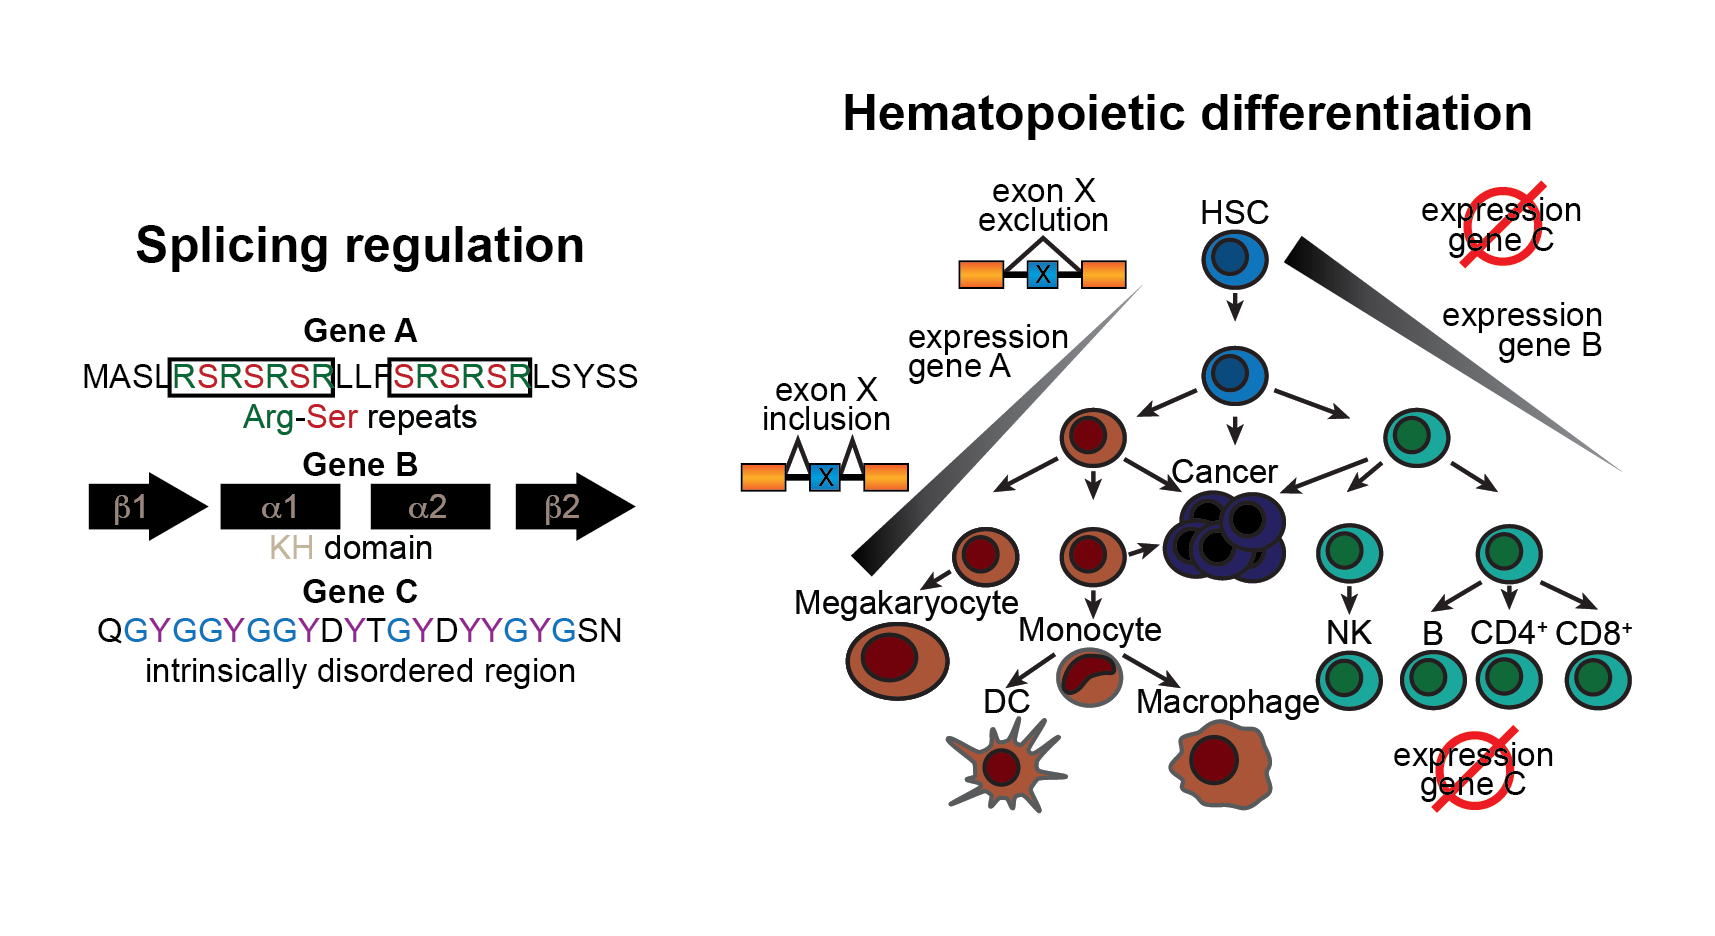 Splicing regulation
Gene A
MASLRSRSRSRLLFSRSRSRLSYSS
Arg-Ser repeats
Gene B
β1 α1 α2 β2
KH domain
Gene C
QGYGGYGGYDYTGYDYYGYGSN
intrinsically disordered region
Hematopoietic differentiation
exon X
exclution
X
HSC
expression
gene C
expression
gene A
expression
gene B
exon X
inclusion
X
Cancer
Megakaryocyte
Monocyte
NK
B
CD4+
CD8+
DC
Macrophage
expression
gene C